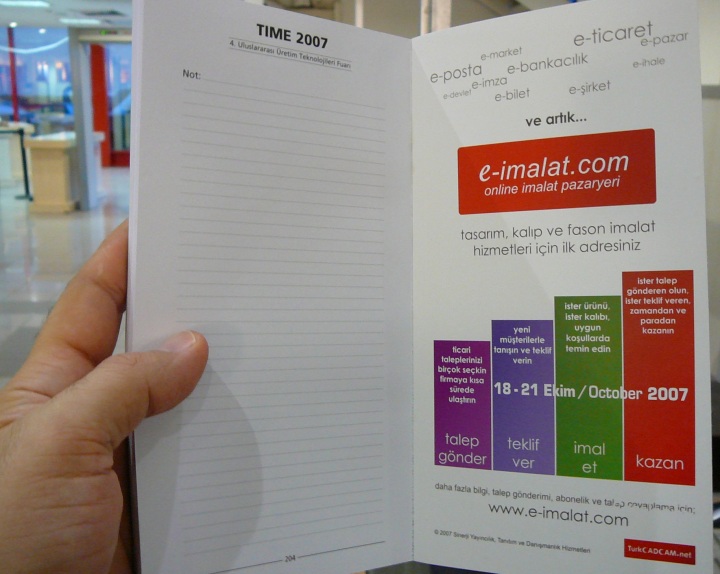 TIME 2007
4. Uluslararası Üretim Teknolojileri Fuarı
Not:
204
e-ticaret
e-market
e-pazar
e-posta
e-bankacılık
e-ihale
e-imza
e-devlet
e-bilet
e-şirket
ve artık...
e-imalat.com
online imalat pazaryeri
tasarım, kalıp ve fason imalat
hizmetleri için ilk adresiniz
ticari
taleplerinizi
birçok seçkin
firmaya kısa
sürede
ulaştırın
talep
gönder
yeni
müşterilerle
tanışın ve teklif
verin
teklif
ver
ister ürünü,
ister kalıbı,
uygun
koşullarda
temin edin
imal
et
ister talep
gönderen olun,
ister teklif veren,
zamandan ve
paradan
kazanın
kazan
18 - 21 Ekim / October 2007
daha fazla bilgi, talep gönderimi, abonelik ve için;
www.e-imalat.com
© 2007 Sinerji Yayıncılık, Tanıtım ve Danışmanlık Hizmetleri
TurkCADCAM.net